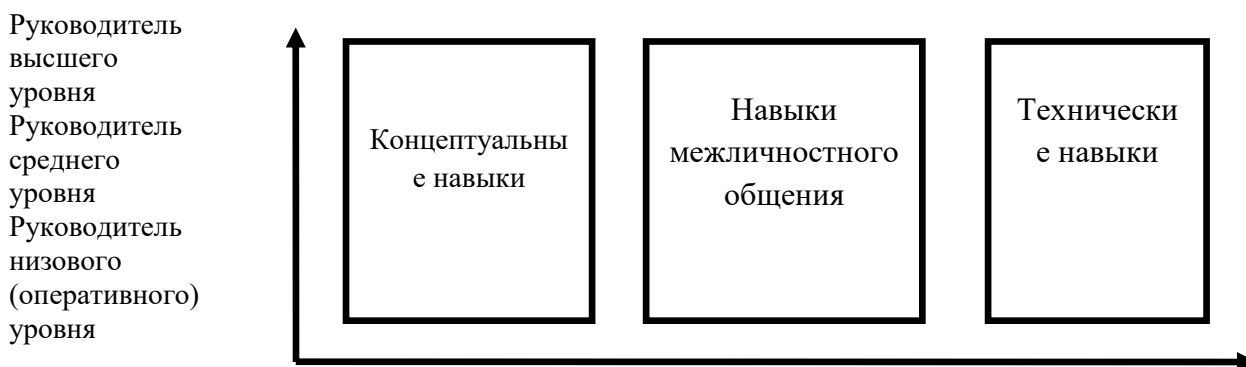 Руководитель
высшего
уровня
Руководитель
среднего
уровня
Руководитель
низового
(оперативного)
уровня
Концептуальны
е навыки
Навыки
межличностного
общения
Технически
е навыки